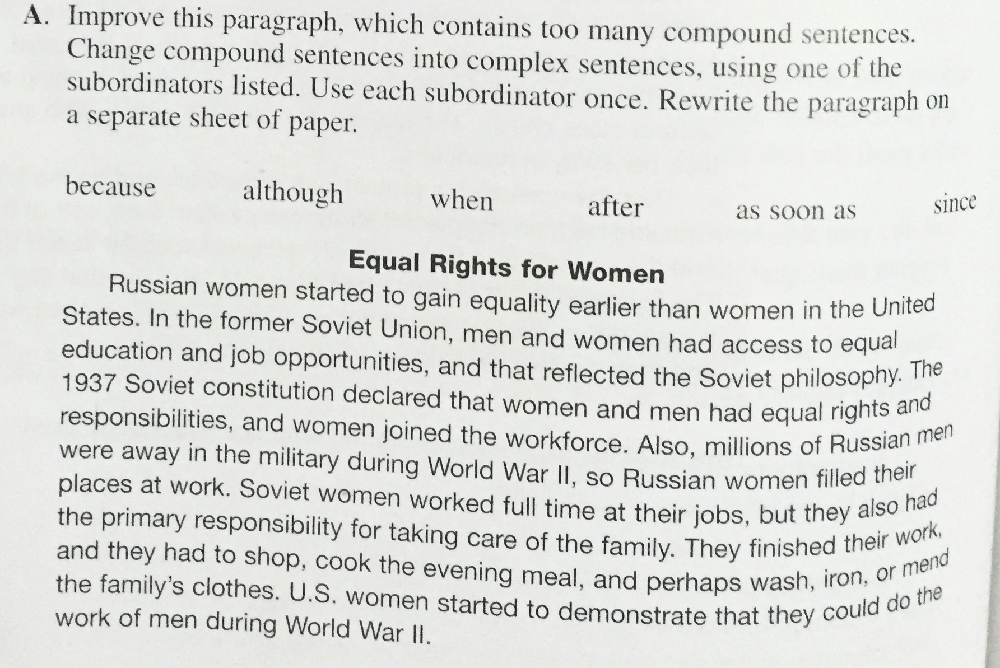 A. Improve this paragraph, which contains too many compound sentences.
Change compound sentences into complex sentences, using one of the
subordinators listed. Use each subordinator once. Rewrite the paragraph on
a separate sheet of paper.
because although when after as soon as since
Equal Rights for Women
Russian women started to gain equality earlier than women in the United
States. In the former Soviet Union, men and women had access to equal
education and job opportunities, and that reflected the Soviet philosophy. The
1937 Soviet constitution declared that women and men had equal rights and
responsibilities, and women joined the workforce. Also, millions of Russian men
were away in the military during World War II, so Russian women filled their
places at work. Soviet women worked full time at their jobs, but they also had
the primary responsibility for taking care of the family. They finished their work,
and they had to shop, cook the evening meal, and perhaps wash, iron, or mend
the family's clothes. U.S. women started to demonstrate that they could do the
work of men during World War II.